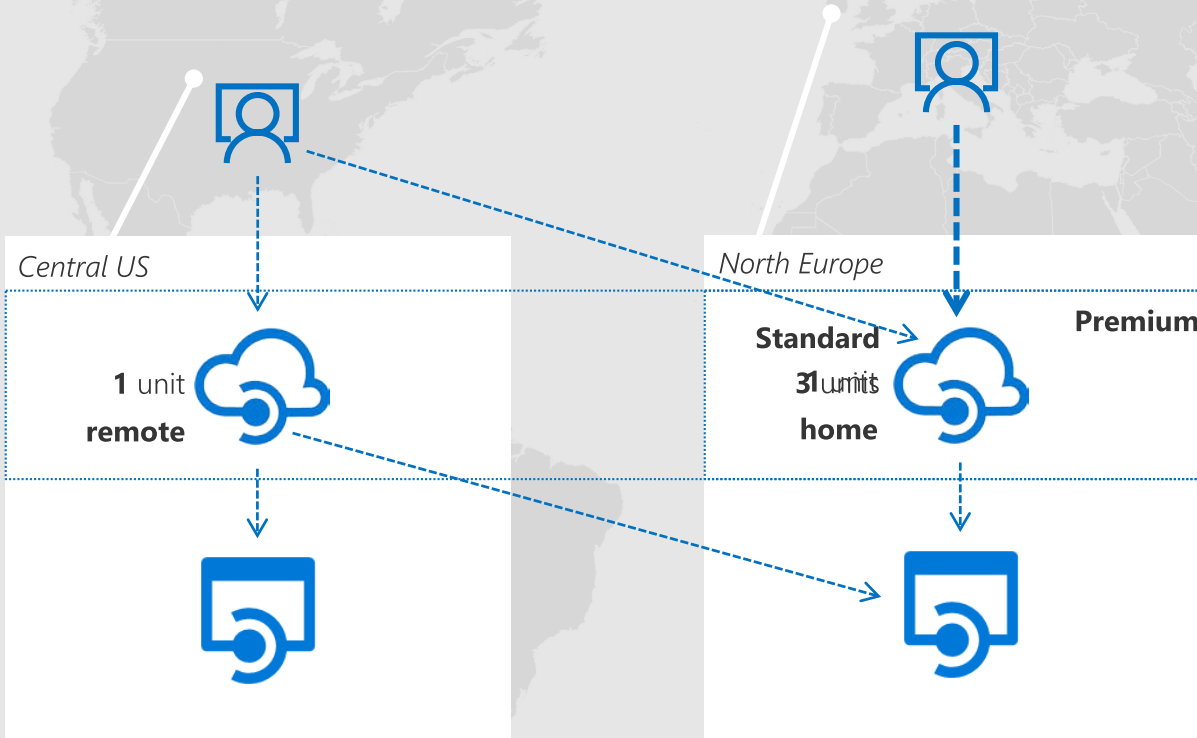 Central US
North Europe
Premium
Standard
1 unit
remote
home